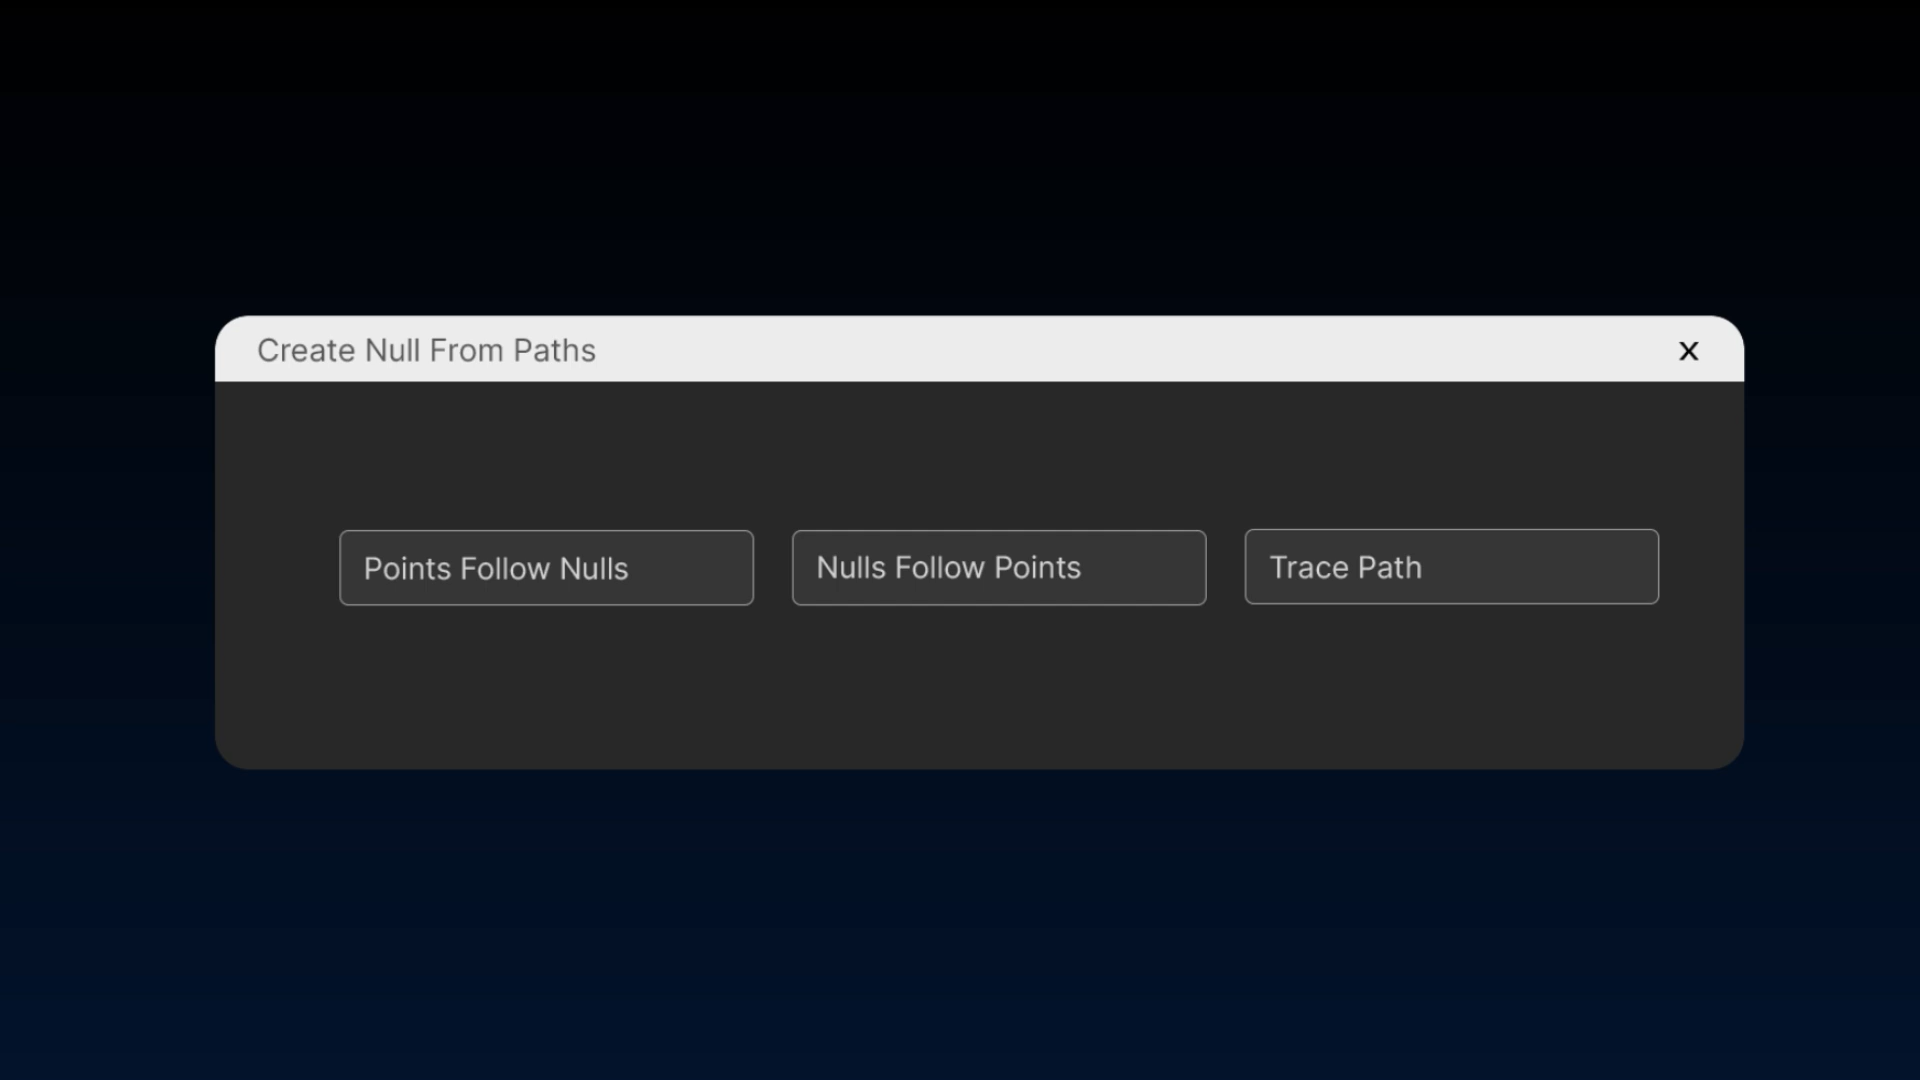 Create Null From Paths X
Points Follow Nulls
Nulls Follow Points
Trace Path